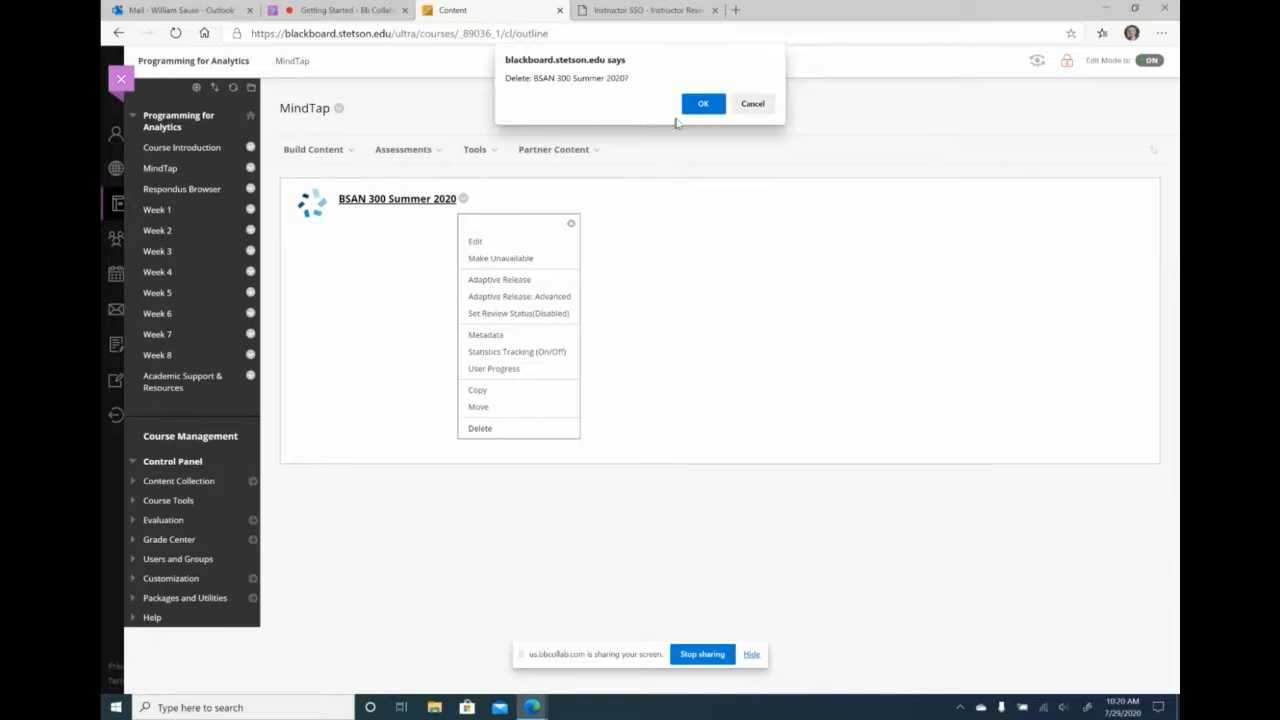 Mail - William Sause - Outlook
Getting Started - Bb Collab
Content
Instructor SSO - Instructor Reso
https://blackboard.stetson.edu/ultra/courses/_89036_1/cl/outline
Programming for Analytics
MindTap
Edit Mode is:
ON
blackboard.stetson.edu says
Delete: BSAN 300 Summer 2020?
OK
Cancel
Programming for
Analytics
Course Introduction
MindTap
Respondus Browser
Week 1
Week 2
Week 3
Week 4
Week 5
Week 6
Week 7
Week 8
Academic Support &
Resources
Course Management
Control Panel
Content Collection
Course Tools
Evaluation
Grade Center
Users and Groups
Customization
Packages and Utilities
Help
Priv
Term
MindTap
Build Content
Assessments
Tools
Partner Content
BSAN 300 Summer 2020
Edit
Make Unavailable
Adaptive Release
Adaptive Release: Advanced
Set Review Status(Disabled)
Metadata
Statistics Tracking (On/Off)
User Progress
Copy
Move
Delete
us.bbcollab.com is sharing your screen.
Stop sharing
Hide
Type here to search
10:20 AM
7/29/2020